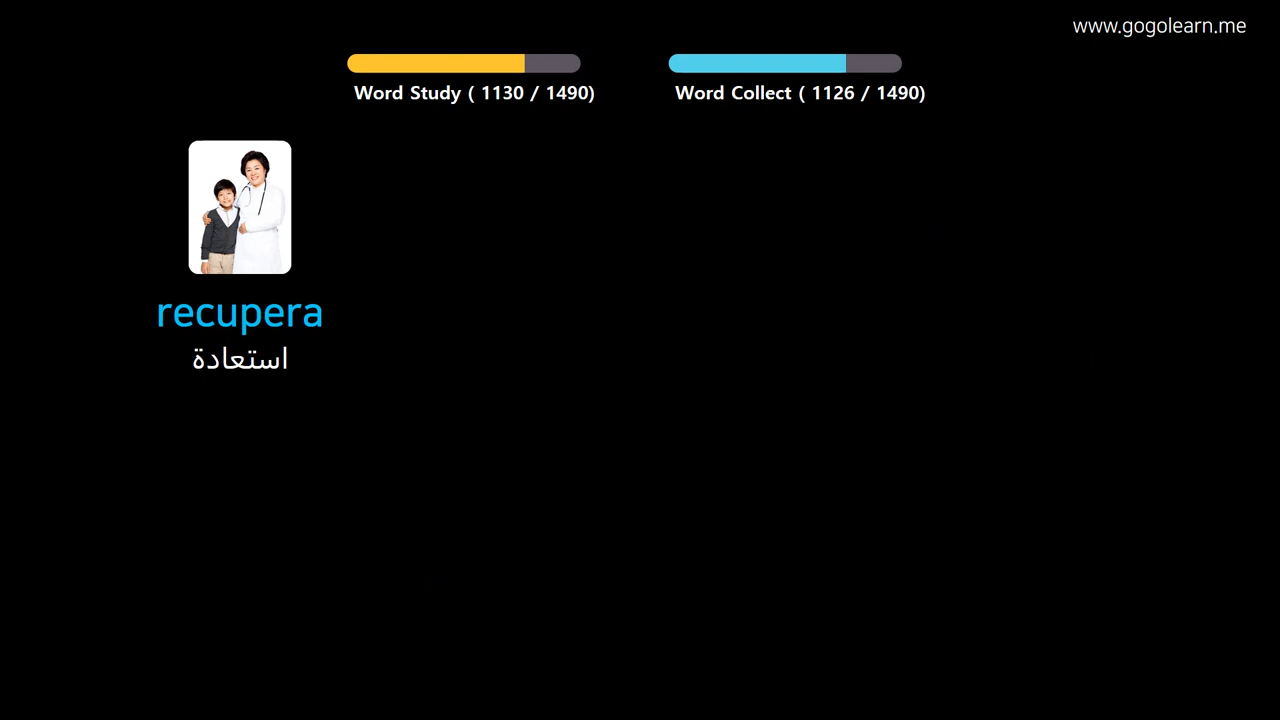 www.gogolearn.me
Word Study ( 1130 / 1490)
Word Collect ( 1126 / 1490)
recupera
استعادة